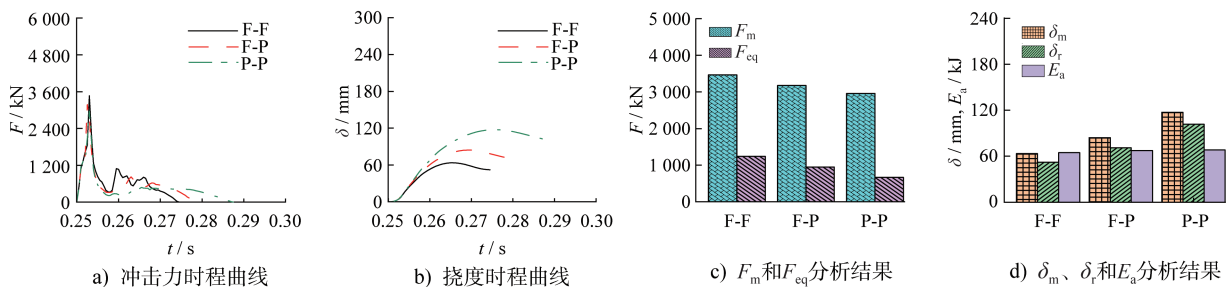 6 000
4 800
3 600
2 400
1 200
0
F / kN
F-F
F-P
P-P
0.25 0.26 0.27 0.28 0.29 0.30
t / s
a) 冲击力时程曲线
300
240
180
120
60
0
δ / mm
F-F
F-P
P-P
0.25 0.26 0.27 0.28 0.29 0.30
t / s
b) 挠度时程曲线
5 000
4 000
3 000
2 000
1 000
0
F / kN
Fm
Feq
F-F F-P P-P
c) Fm和Feq分析结果
240
180
120
60
0
δ / mm, Ea / kJ
δm
δr
Ea
F-F F-P P-P
d) δm、δr和Ea分析结果